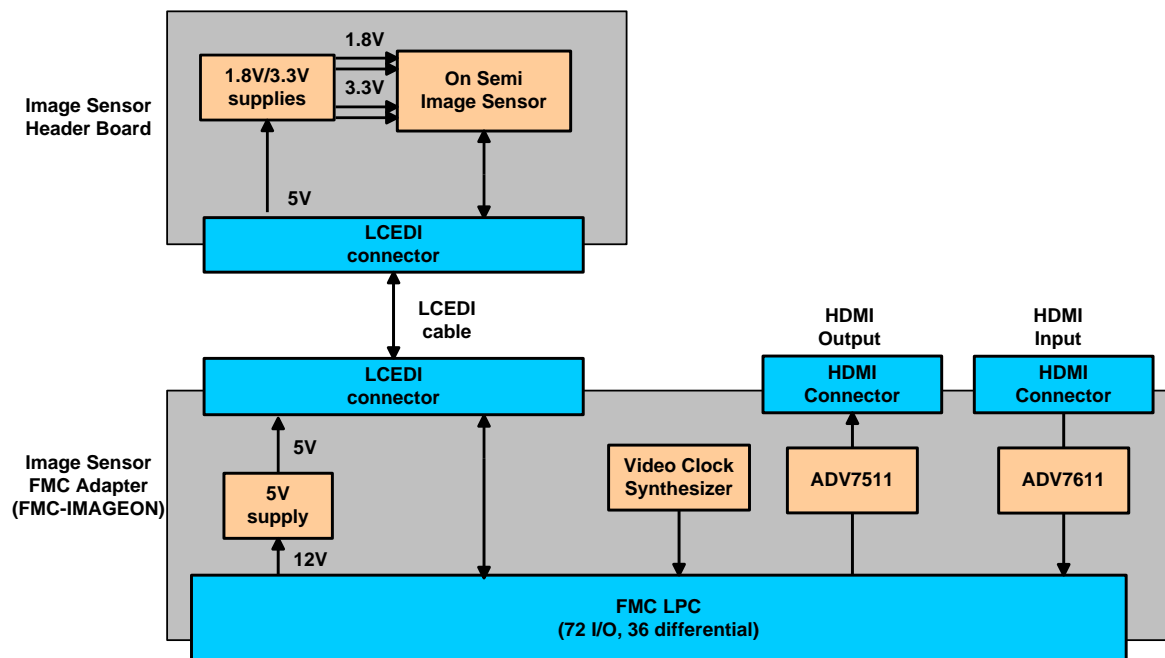 1.8V
1.8V/3.3V
supplies
3.3V
On Semi
Image Sensor
Image Sensor
Header Board
5V
LCEDI
connector
LCEDI
cable
HDMI
Output
HDMI
Input
LCEDI
connector
HDMI
Connector
HDMI
Connector
Image Sensor
FMC Adapter
(FMC-IMAGEON)
5V
5V
supply
12V
Video Clock
Synthesizer
ADV7511
ADV7611
FMC LPC
(72 I/O, 36 differential)